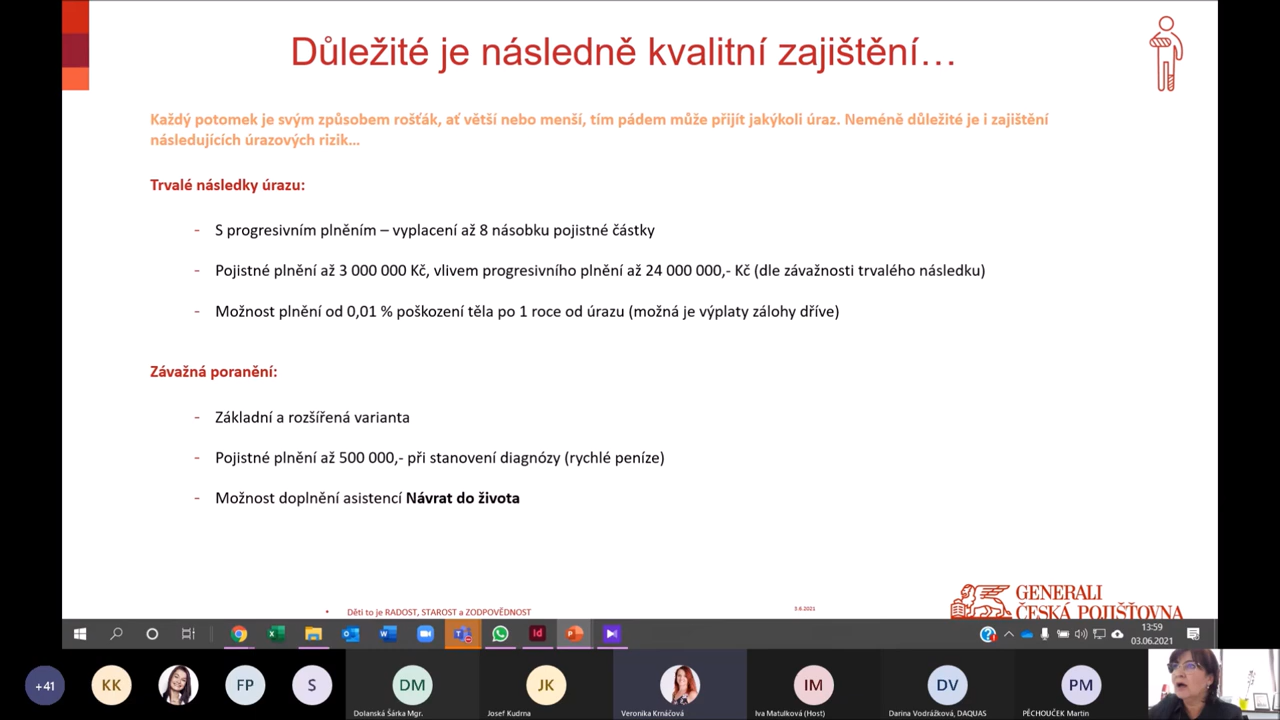 Důležité je následně kvalitní zajištění…
Každý potomek je svým způsobem rošťák, ať větší nebo menší, tím pádem může přijít jakýkoli úraz. Neméně důležité je i zajištění
následujících úrazových rizik…
Trvalé následky úrazu:
- S progresivním plněním – vyplacení až 8 násobku pojistné částky
- Pojistné plnění až 3 000 000 Kč, vlivem progresivního plnění až 24 000 000,- Kč (dle závažnosti trvalého následku)
- Možnost plnění od 0,01 % poškození těla po 1 roce od úrazu (možná je výplaty zálohy dříve)
Závažná poranění:
- Základní a rozšířená varianta
- Pojistné plnění až 500 000,- při stanovení diagnózy (rychlé peníze)
- Možnost doplnění asistencí Návrat do života
• Děti to je RADOST, STAROST a ZODPOVĚDNOST
3.6.2021
GENERALI
ČESKÁ POJIŠŤOVNA
13:59
03.06.2021
+41
KK
FP
S
DM
JK
IM
DV
PM
Dolanská Šárka Mgr.
Josef Kudrna
Veronika Krnáčová
Iva Matulková (Host)
Darina Vodrážková, DAQUAS
PĚCHOUČEK Martin